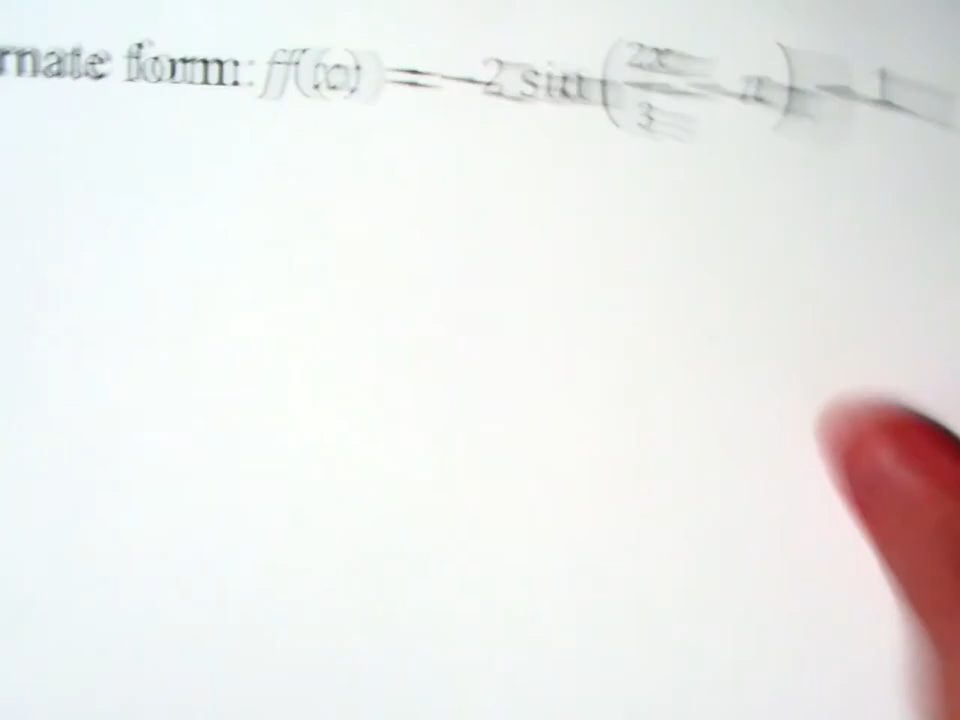 rnate form: f(x) = -2 sin(2x/3 - π) - 1